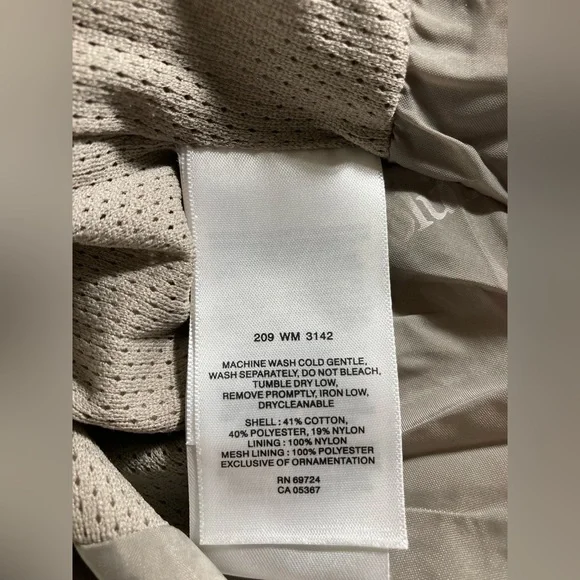 209 WM 3142
MACHINE WASH COLD GENTLE,
WASH SEPARATELY, DO NOT BLEACH,
TUMBLE DRY LOW,
REMOVE PROMPTLY, IRON LOW,
DRYCLEANABLE
SHELL : 41% COTTON,
40% POLYESTER, 19% NYLON
LINING : 100% NYLON
MESH LINING : 100% POLYESTER
EXCLUSIVE OF ORNAMENTATION
RN 69724
CA 05367